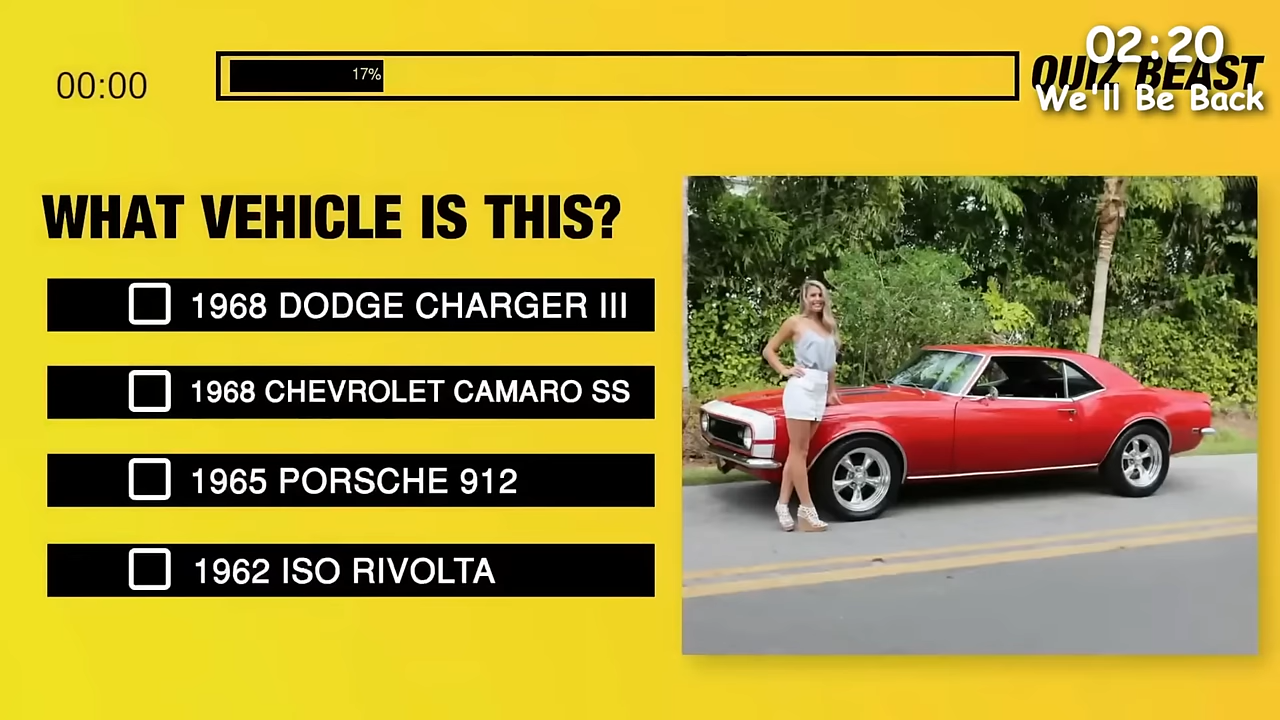 00:00
17%
02:20
QUIZ BEAST
We'll Be Back
WHAT VEHICLE IS THIS?
1968 DODGE CHARGER III
1968 CHEVROLET CAMARO SS
1965 PORSCHE 912
1962 ISO RIVOLTA